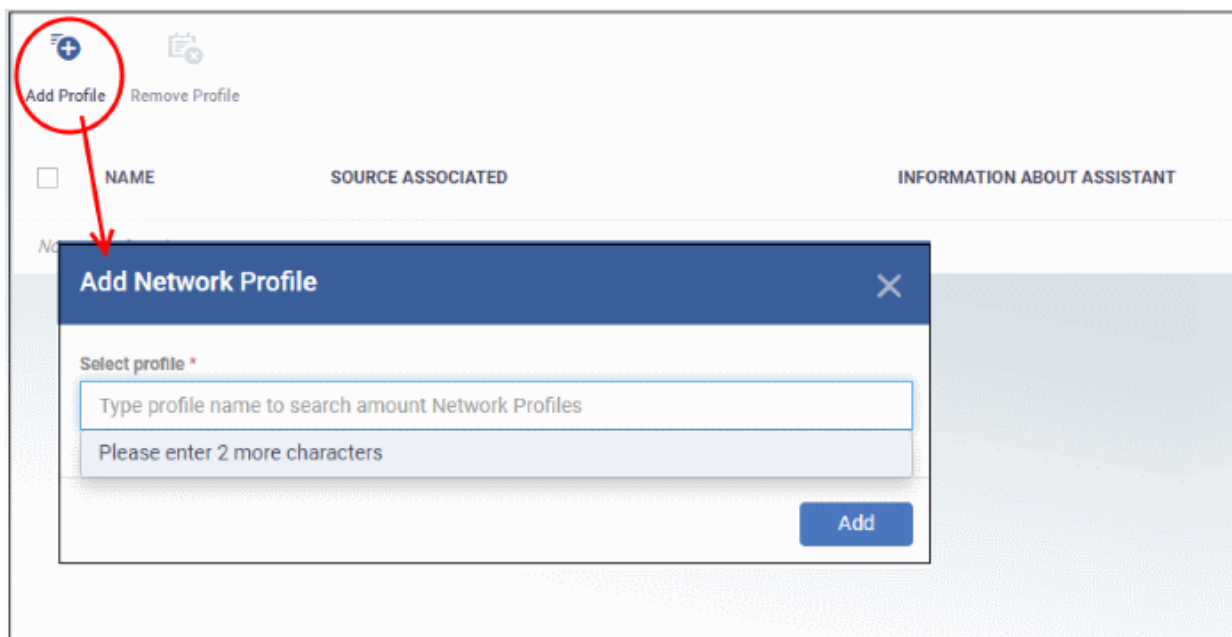 Add Profile Remove Profile
NAME SOURCE ASSOCIATED INFORMATION ABOUT ASSISTANT
Add Network Profile
Select profile *
Type profile name to search amount Network Profiles
Please enter 2 more characters
Add